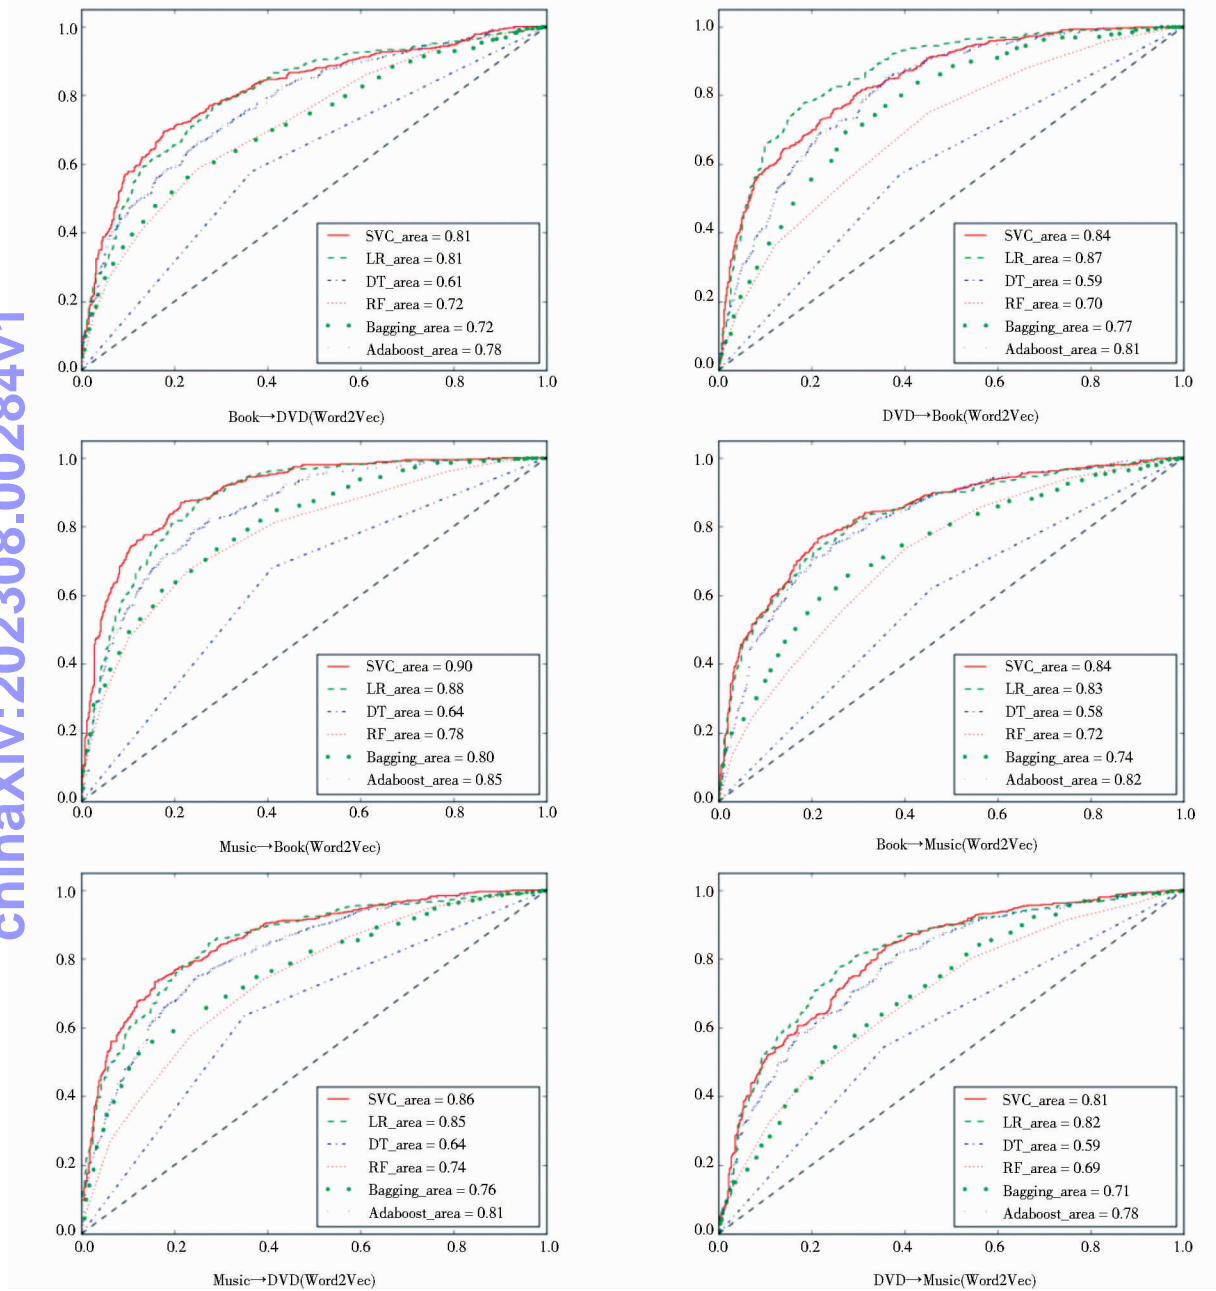 chinaXiv:202308.00284v1
1.0
0.8
0.6
0.4
0.2
0.0
0.0 0.2 0.4 0.6 0.8 1.0
SVC_area = 0.81
LR_area = 0.81
DT_area = 0.61
RF_area = 0.72
Bagging_area = 0.72
Adaboost_area = 0.78
Book→DVD(Word2Vec)
1.0
0.8
0.6
0.4
0.2
0.0
0.0 0.2 0.4 0.6 0.8 1.0
SVC_area = 0.84
LR_area = 0.87
DT_area = 0.59
RF_area = 0.70
Bagging_area = 0.77
Adaboost_area = 0.81
DVD→Book(Word2Vec)
1.0
0.8
0.6
0.4
0.2
0.0
0.0 0.2 0.4 0.6 0.8 1.0
SVC_area = 0.90
LR_area = 0.88
DT_area = 0.64
RF_area = 0.78
Bagging_area = 0.80
Adaboost_area = 0.85
Music→Book(Word2Vec)
1.0
0.8
0.6
0.4
0.2
0.0
0.0 0.2 0.4 0.6 0.8 1.0
SVC_area = 0.84
LR_area = 0.83
DT_area = 0.58
RF_area = 0.72
Bagging_area = 0.74
Adaboost_area = 0.82
Book→Music(Word2Vec)
1.0
0.8
0.6
0.4
0.2
0.0
0.0 0.2 0.4 0.6 0.8 1.0
SVC_area = 0.86
LR_area = 0.85
DT_area = 0.64
RF_area = 0.74
Bagging_area = 0.76
Adaboost_area = 0.81
Music→DVD(Word2Vec)
1.0
0.8
0.6
0.4
0.2
0.0
0.0 0.2 0.4 0.6 0.8 1.0
SVC_area = 0.81
LR_area = 0.82
DT_area = 0.59
RF_area = 0.69
Bagging_area = 0.71
Adaboost_area = 0.78
DVD→Music(Word2Vec)